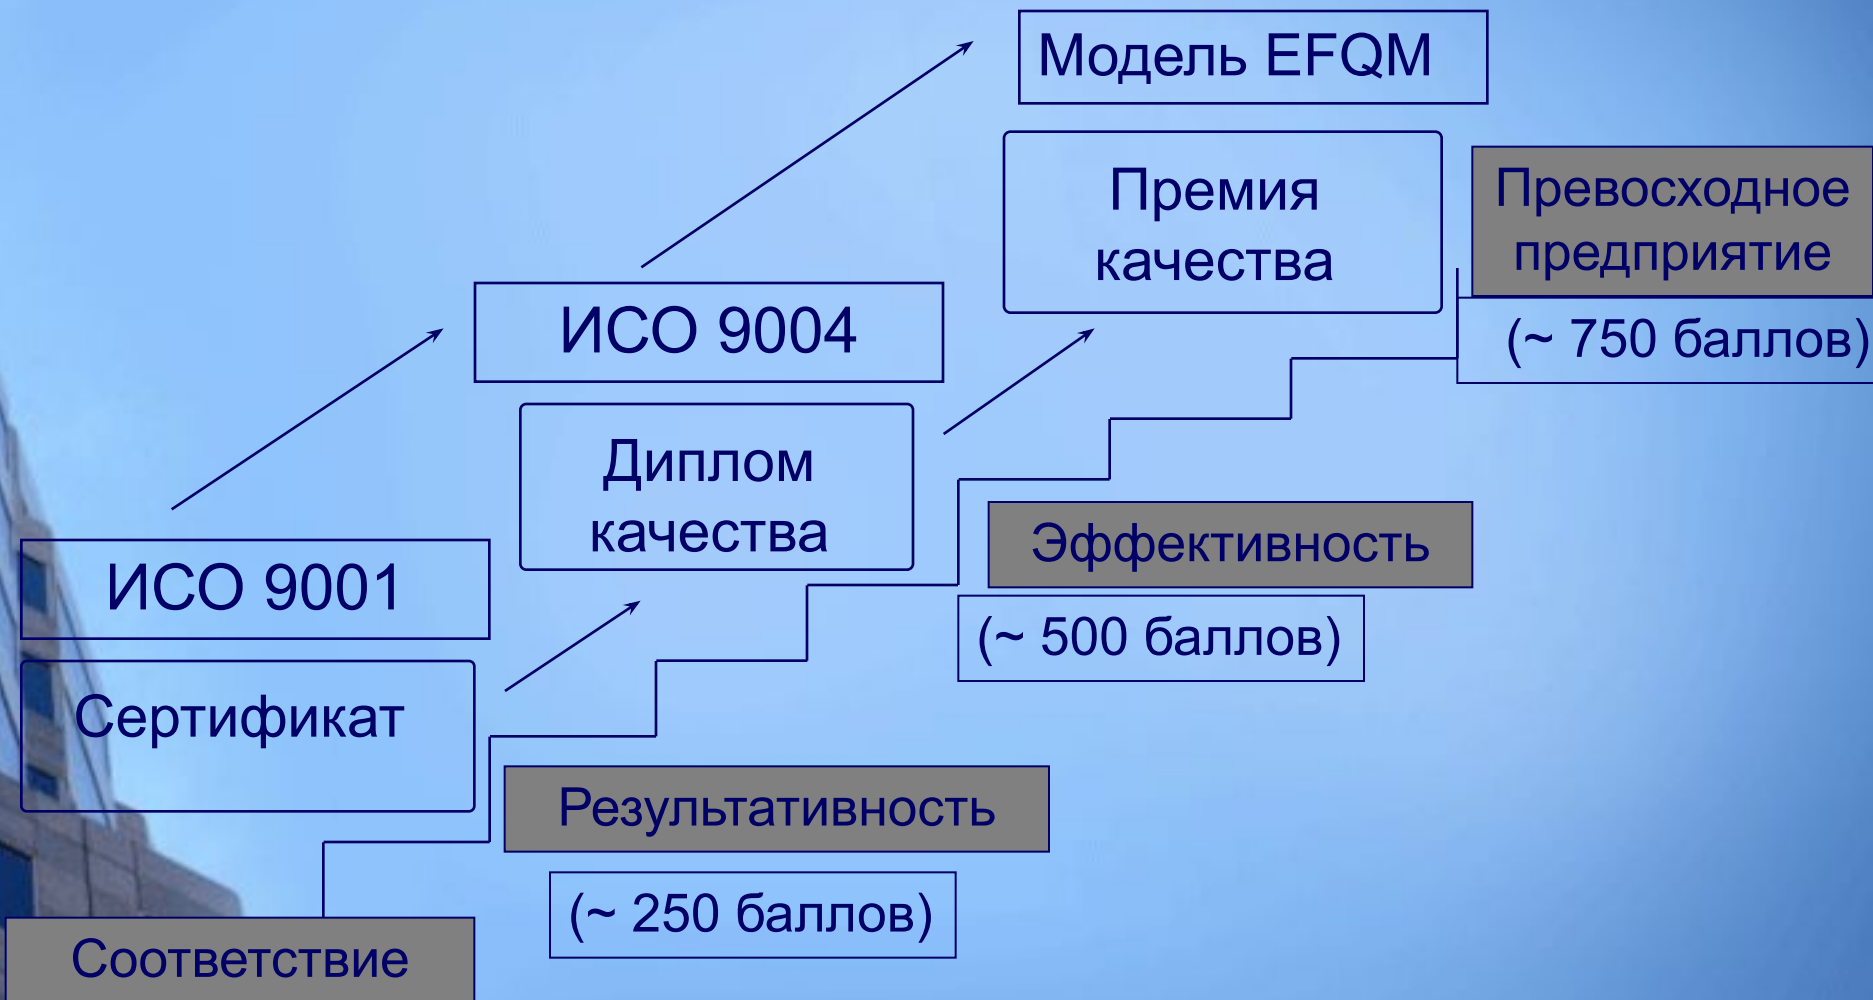 Модель EFQM
Премия
качества
Превосходное
предприятие
(~ 750 баллов)
ИСО 9004
Диплом
качества
Эффективность
(~ 500 баллов)
ИСО 9001
Сертификат
Результативность
(~ 250 баллов)
Соответствие